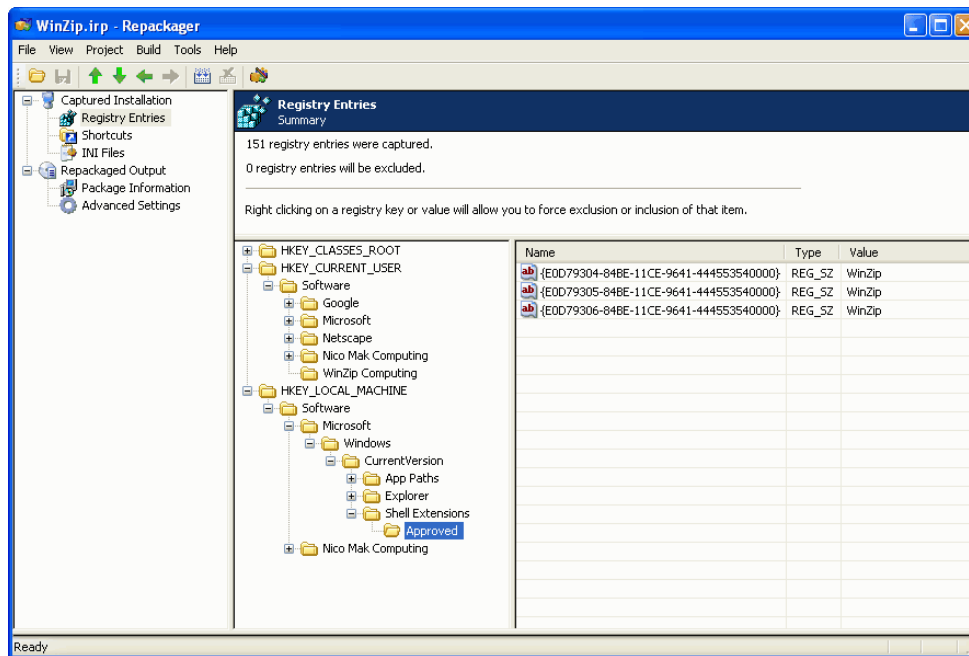 WinZip.irp - Repackager
File View Project Build Tools Help
Captured Installation
Registry Entries
Shortcuts
INI Files
Repackaged Output
Package Information
Advanced Settings
Registry Entries
Summary
151 registry entries were captured.
0 registry entries will be excluded.
Right clicking on a registry key or value will allow you to force exclusion or inclusion of that item.
HKEY_CLASSES_ROOT
HKEY_CURRENT_USER
Software
Google
Microsoft
Netscape
Nico Mak Computing
WinZip Computing
HKEY_LOCAL_MACHINE
Software
Microsoft
Windows
CurrentVersion
App Paths
Explorer
Shell Extensions
Approved
Nico Mak Computing
Name Type Value
ab {E0D79304-84BE-11CE-9641-444553540000} REG_SZ WinZip
ab {E0D79305-84BE-11CE-9641-444553540000} REG_SZ WinZip
ab {E0D79306-84BE-11CE-9641-444553540000} REG_SZ WinZip
Ready